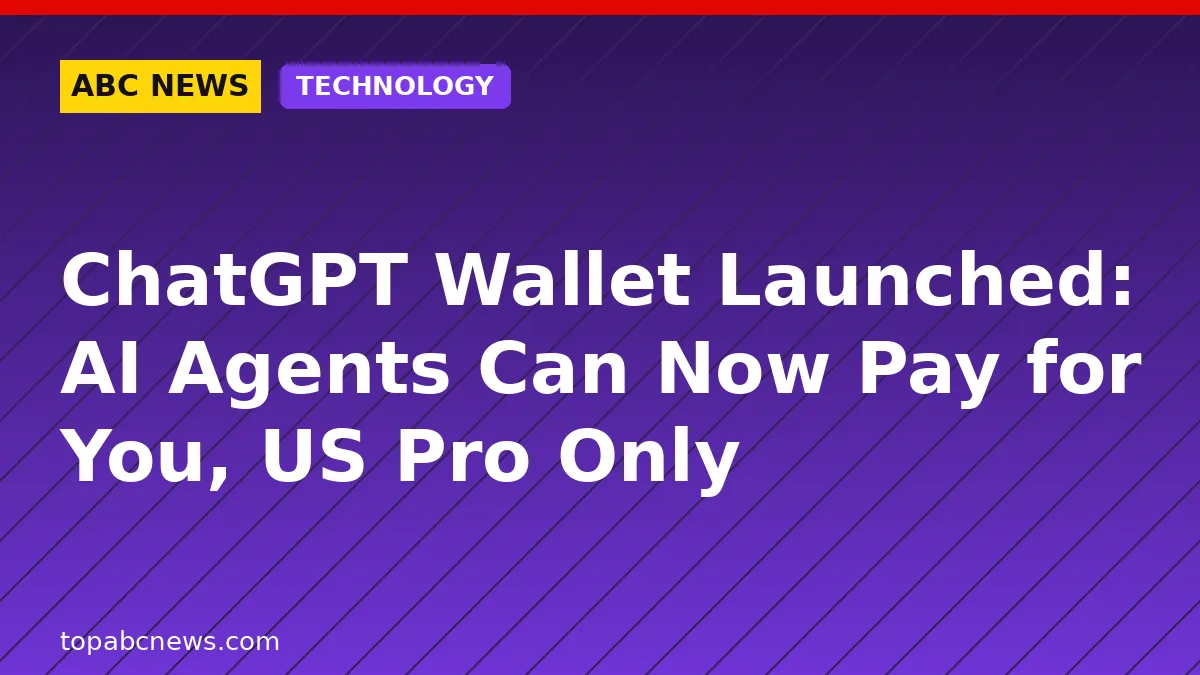 ABC NEWS
TECHNOLOGY
ChatGPT Wallet Launched:
AI Agents Can Now Pay for
You, US Pro Only
topabcnews.com